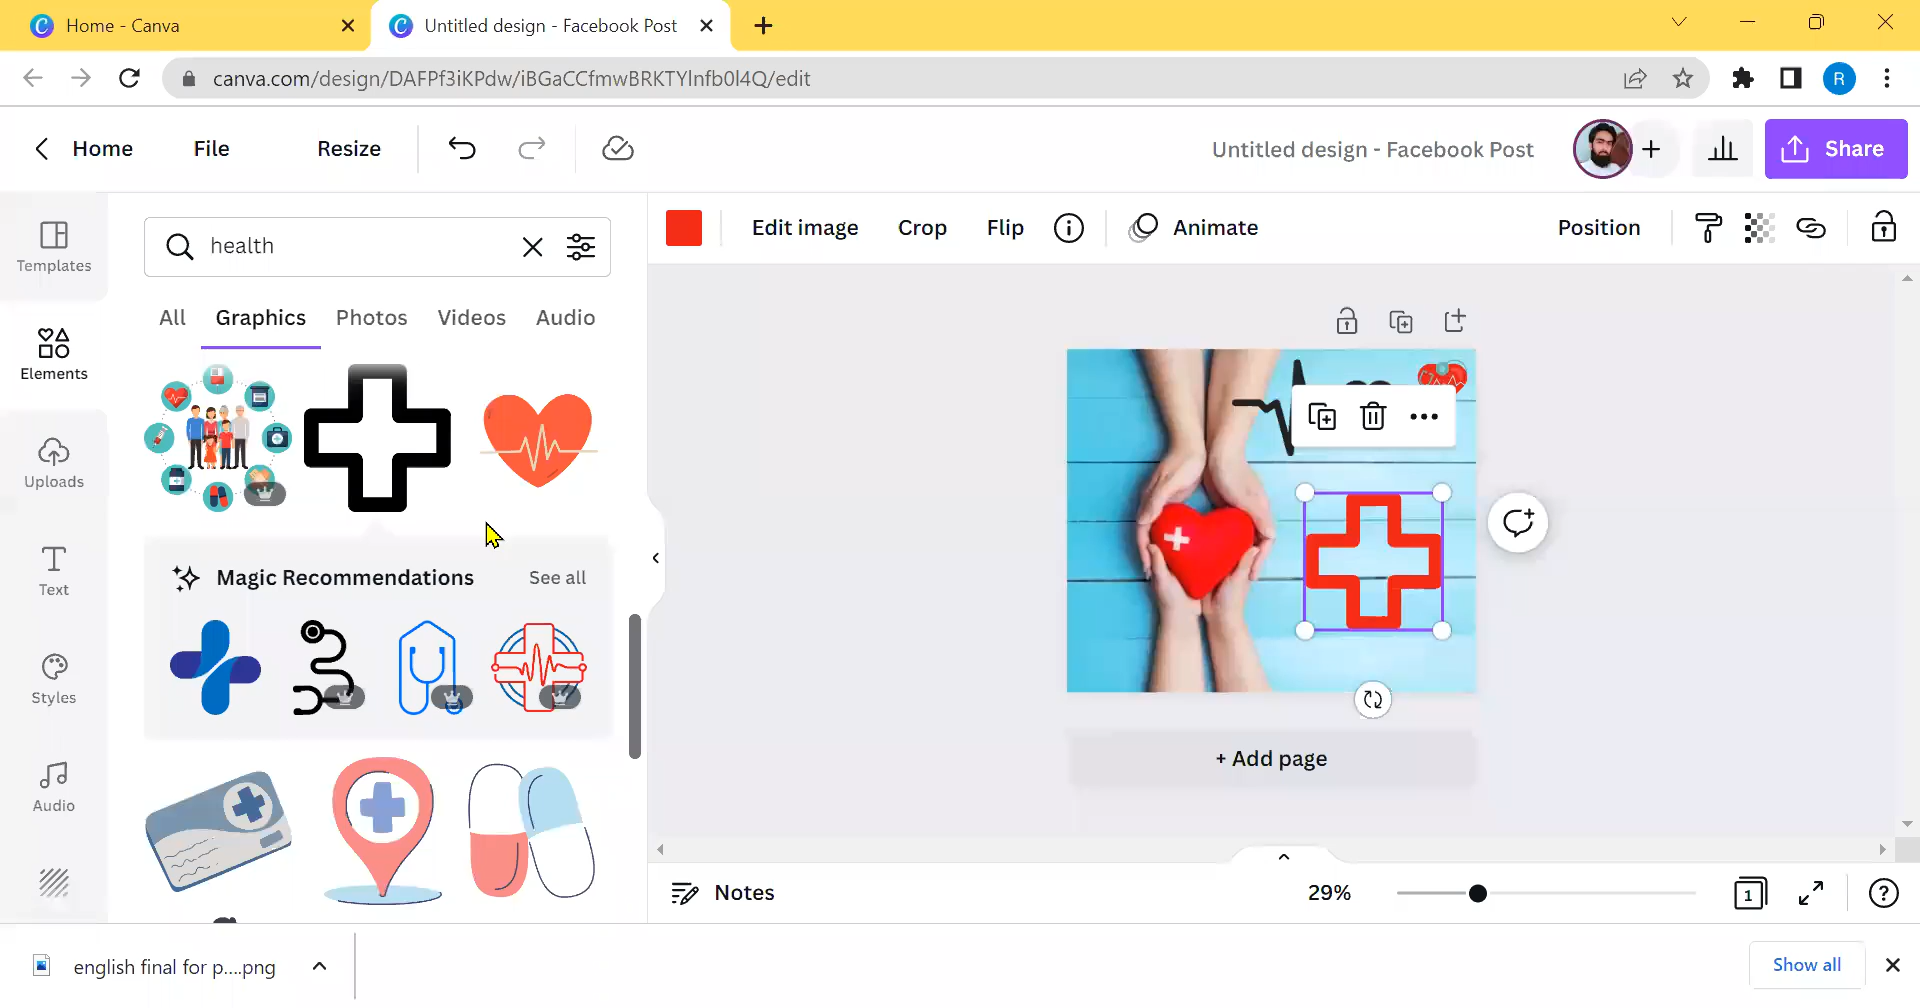 Home - Canva
Untitled design - Facebook Post
canva.com/design/DAFPf3iKPdw/iBGaCCfmwBRKTYlnfb0l4Q/edit
R
Home
File
Resize
Untitled design - Facebook Post
Share
Templates
Elements
Uploads
Text
Styles
Audio
health
All
Graphics
Photos
Videos
Audio
Magic Recommendations
See all
Edit image
Crop
Flip
Animate
Position
+ Add page
Notes
29%
1
english final for p....png
Show all